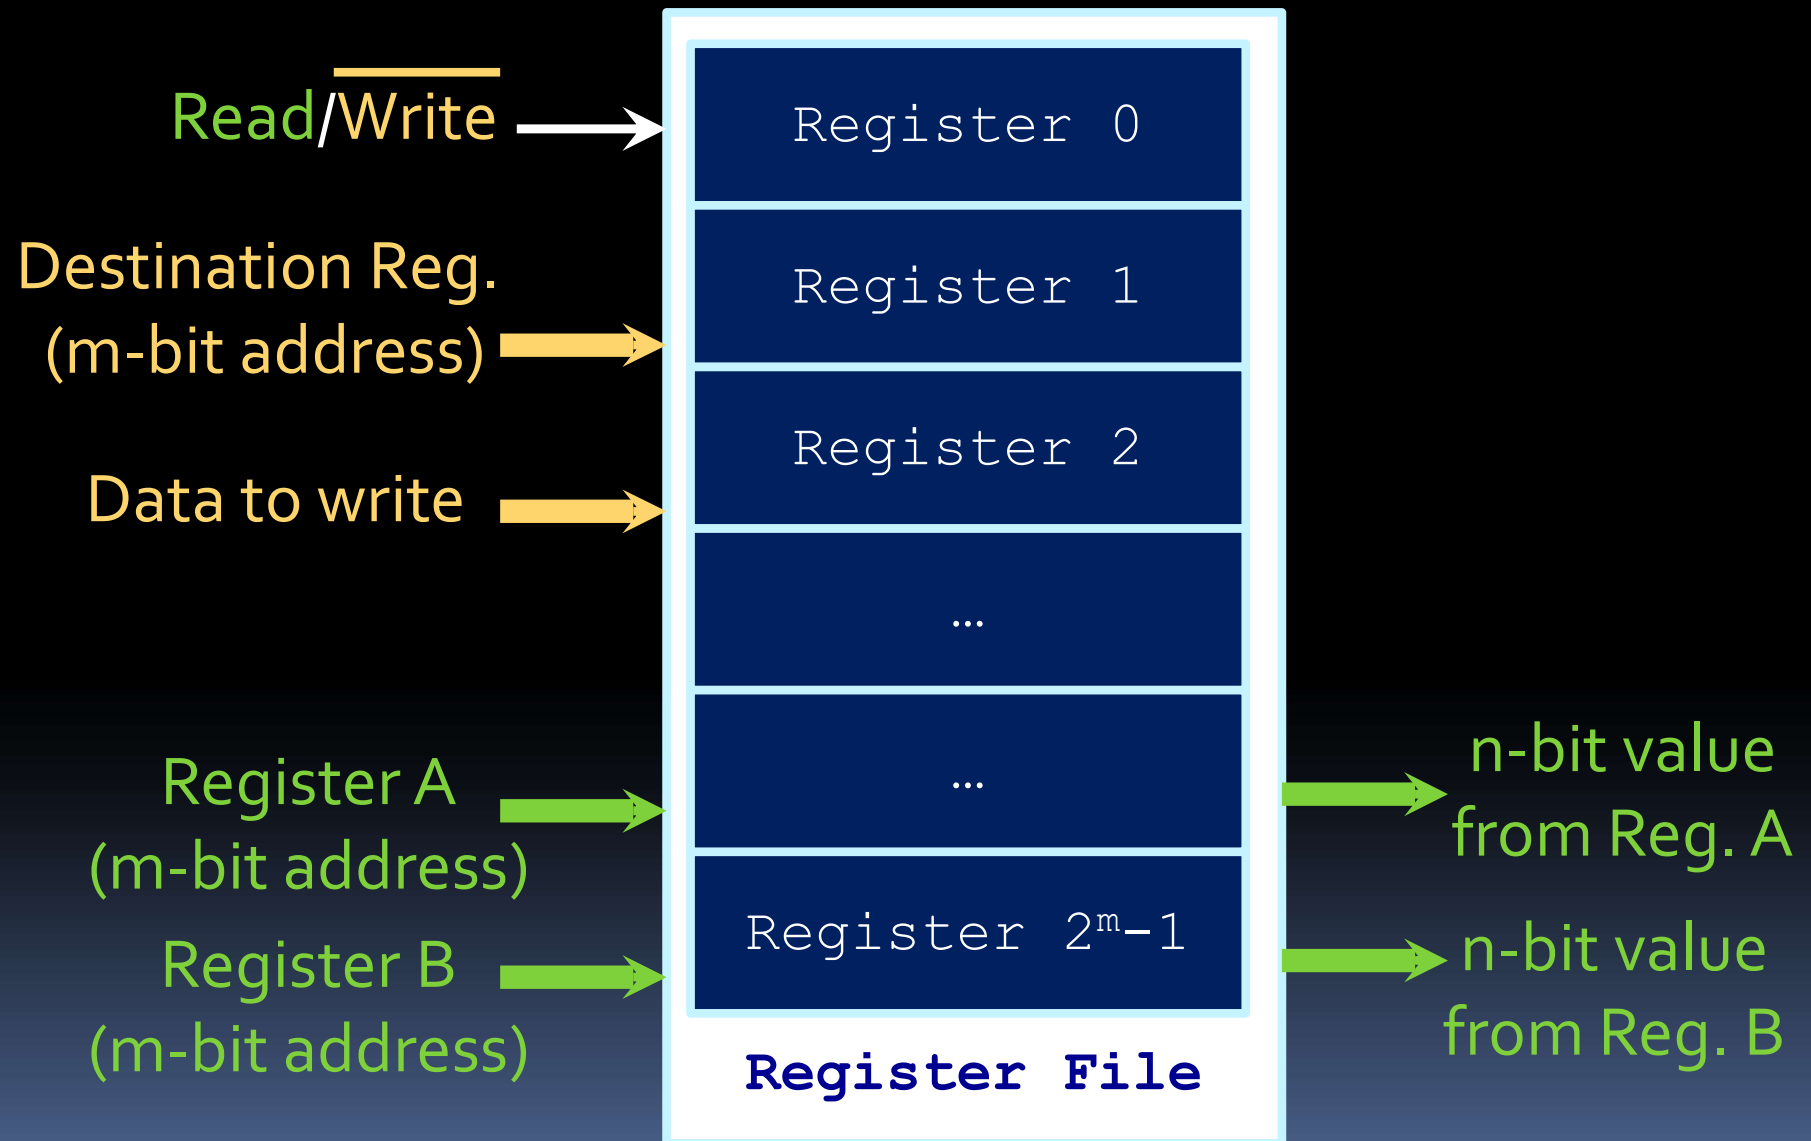 Read/Write
Destination Reg.
(m-bit address)
Data to write
Register A
(m-bit address)
Register B
(m-bit address)
Register 0
Register 1
Register 2
…
…
Register 2ᵐ–1
Register File
n-bit value
from Reg. A
n-bit value
from Reg. B